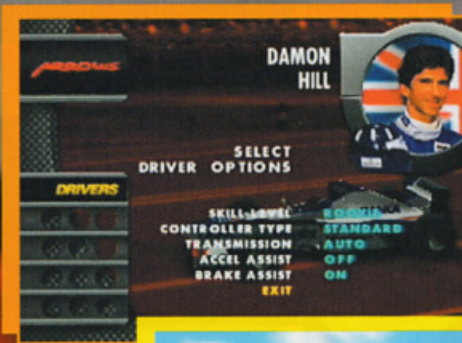 ARROWS
DAMON
HILL
SELECT
DRIVER OPTIONS
DRIVERS
SKILL LEVEL ROOKIE
CONTROLLER TYPE STANDARD
TRANSMISSION AUTO
ACCEL ASSIST OFF
BRAKE ASSIST ON
EXIT